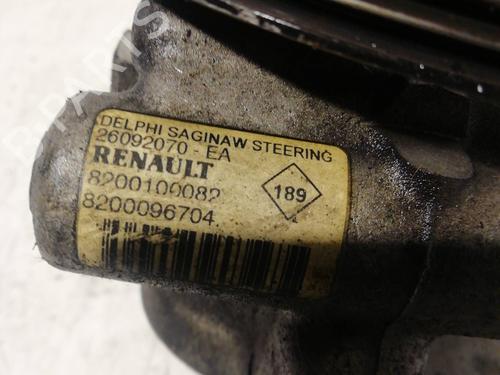 DELPHI SAGINAW STEERING
26092070 - EA
RENAULT
8200100082
189
8200096704